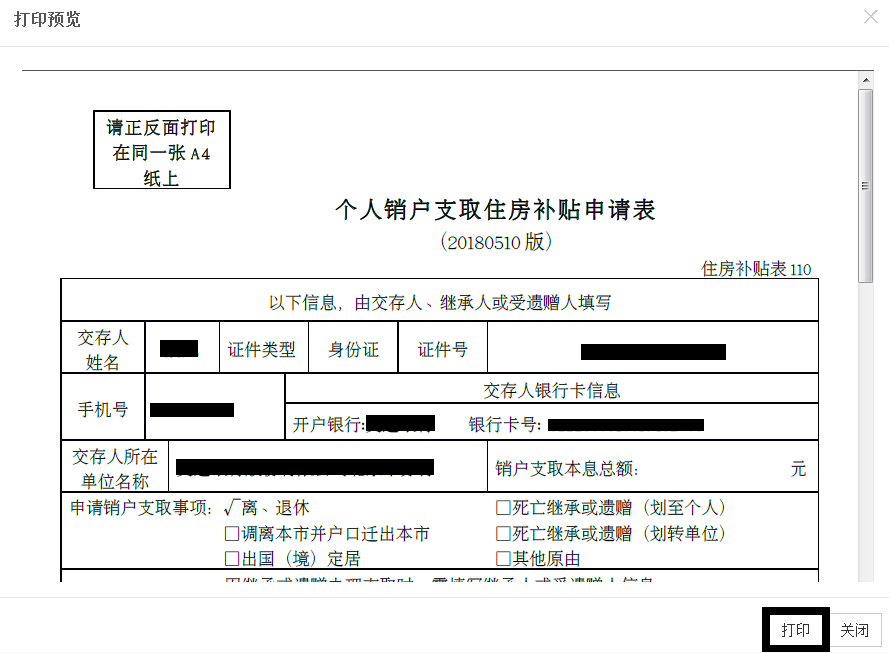 打印预览
请正反面打印
在同一张 A4
纸上
个人销户支取住房补贴申请表
（20180510 版）
住房补贴表 110
以下信息，由交存人、继承人或受遗赠人填写
交存人
姓名
证件类型
身份证
证件号
手机号
交存人银行卡信息
开户银行:
银行卡号:
交存人所在
单位名称
销户支取本息总额:
元
申请销户支取事项: √离、退休
□死亡继承或遗赠（划至个人）
□调离本市并户口迁出本市
□死亡继承或遗赠（划转单位）
□出国（境）定居
□其他原由
打印
关闭